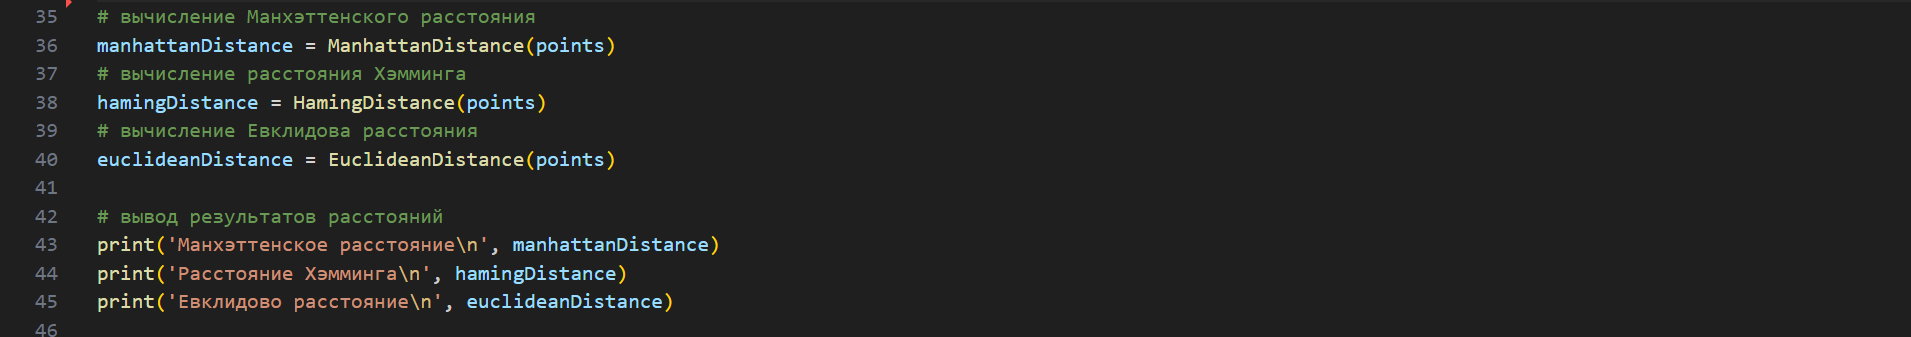 35 # вычисление Манхэттенского расстояния
36 manhattanDistance = ManhattanDistance(points)
37 # вычисление расстояния Хэмминга
38 hamingDistance = HamingDistance(points)
39 # вычисление Евклидова расстояния
40 euclideanDistance = EuclideanDistance(points)
41
42 # вывод результатов расстояний
43 print('Манхэттенское расстояние\n', manhattanDistance)
44 print('Расстояние Хэмминга\n', hamingDistance)
45 print('Евклидово расстояние\n', euclideanDistance)
46